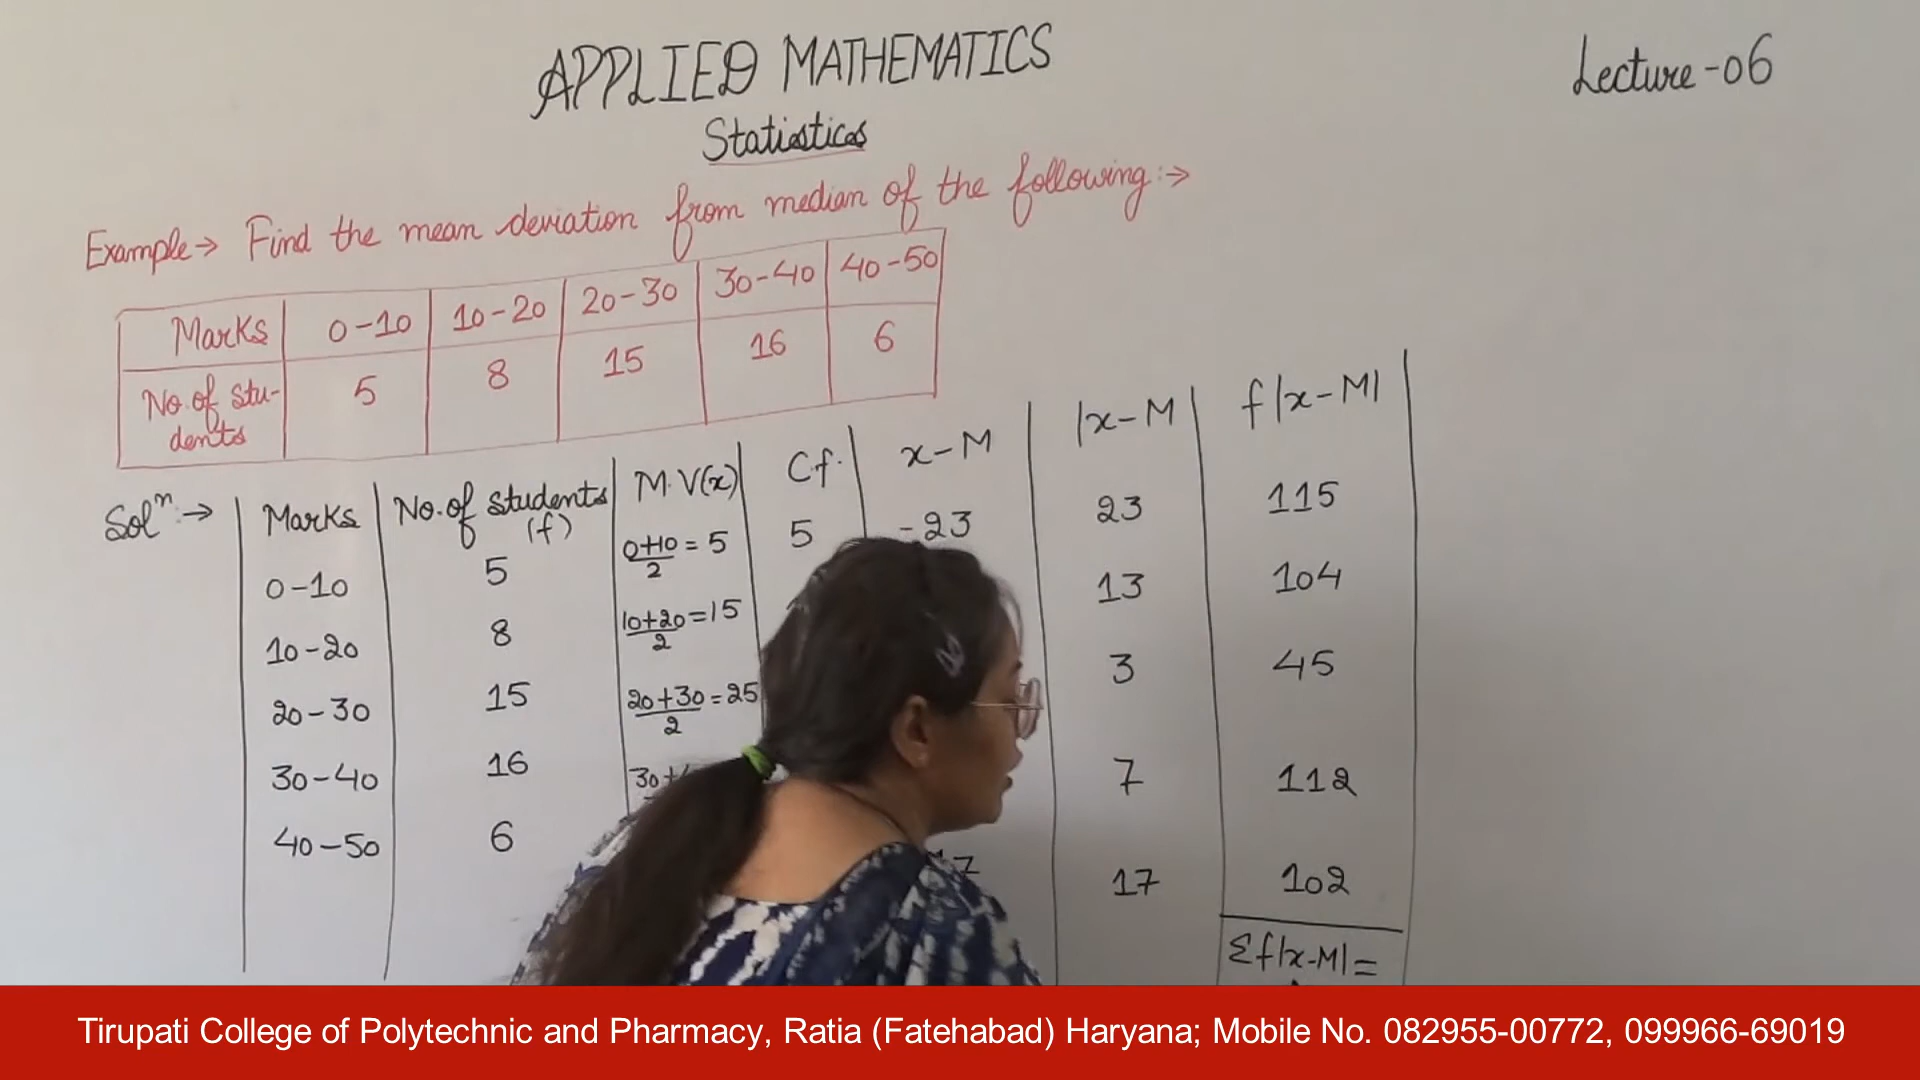 APPLIED MATHEMATICS
Lecture-06
Statistics
Example→ Find the mean deviation from median of the following:→
Marks 0-10 10-20 20-30 30-40 40-50
No. of stu-
dents 5 8 15 16 6
Solⁿ:→ Marks No. of students (f) M.V(x) C.f. x-M |x-M f|x-M|
0-10 5 0+10/2 = 5 5 -23 23 115
10-20 8 10+20/2 = 15 13 104
20-30 15 20+30/2 = 25 3 45
30-40 16 30+ 7 112
40-50 6 17 102
Σf|x-M|=
Tirupati College of Polytechnic and Pharmacy, Ratia (Fatehabad) Haryana; Mobile No. 082955-00772, 099966-69019